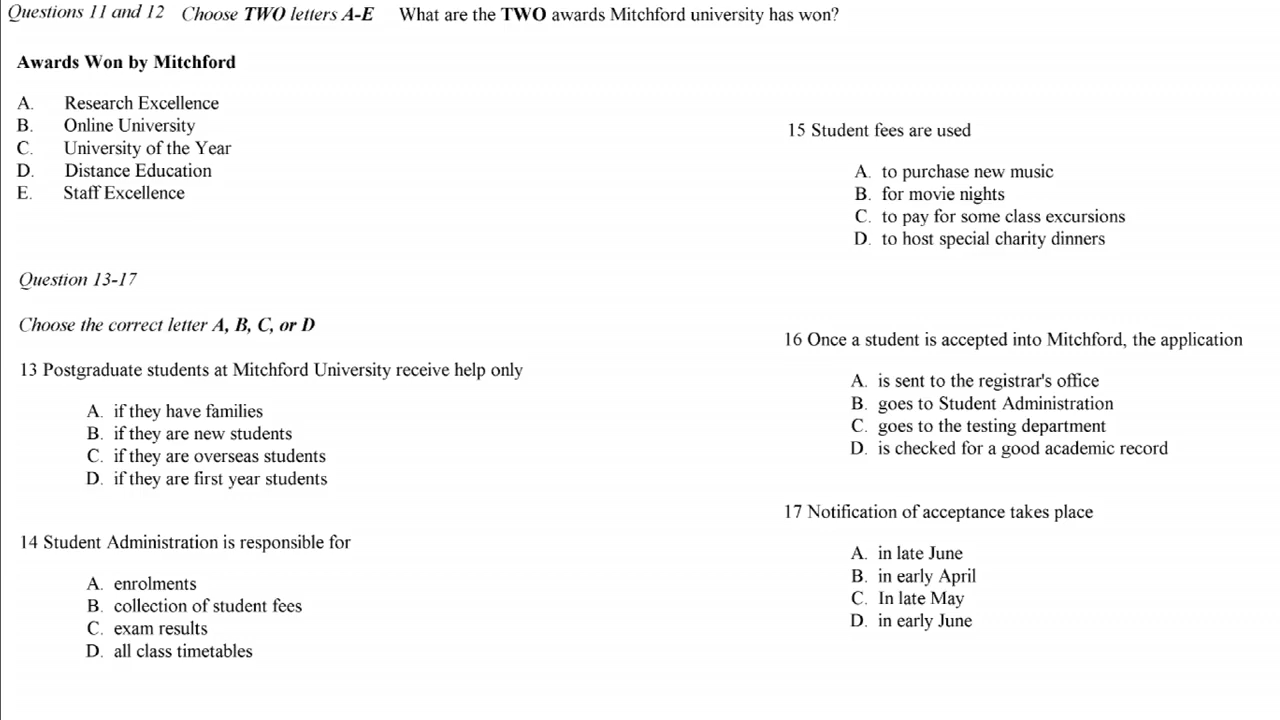 Questions 11 and 12 Choose TWO letters A-E What are the TWO awards Mitchford university has won?
Awards Won by Mitchford
A. Research Excellence
B. Online University
C. University of the Year
D. Distance Education
E. Staff Excellence
Question 13-17
Choose the correct letter A, B, C, or D
13 Postgraduate students at Mitchford University receive help only
A. if they have families
B. if they are new students
C. if they are overseas students
D. if they are first year students
14 Student Administration is responsible for
A. enrolments
B. collection of student fees
C. exam results
D. all class timetables
15 Student fees are used
A. to purchase new music
B. for movie nights
C. to pay for some class excursions
D. to host special charity dinners
16 Once a student is accepted into Mitchford, the application
A. is sent to the registrar's office
B. goes to Student Administration
C. goes to the testing department
D. is checked for a good academic record
17 Notification of acceptance takes place
A. in late June
B. in early April
C. In late May
D. in early June